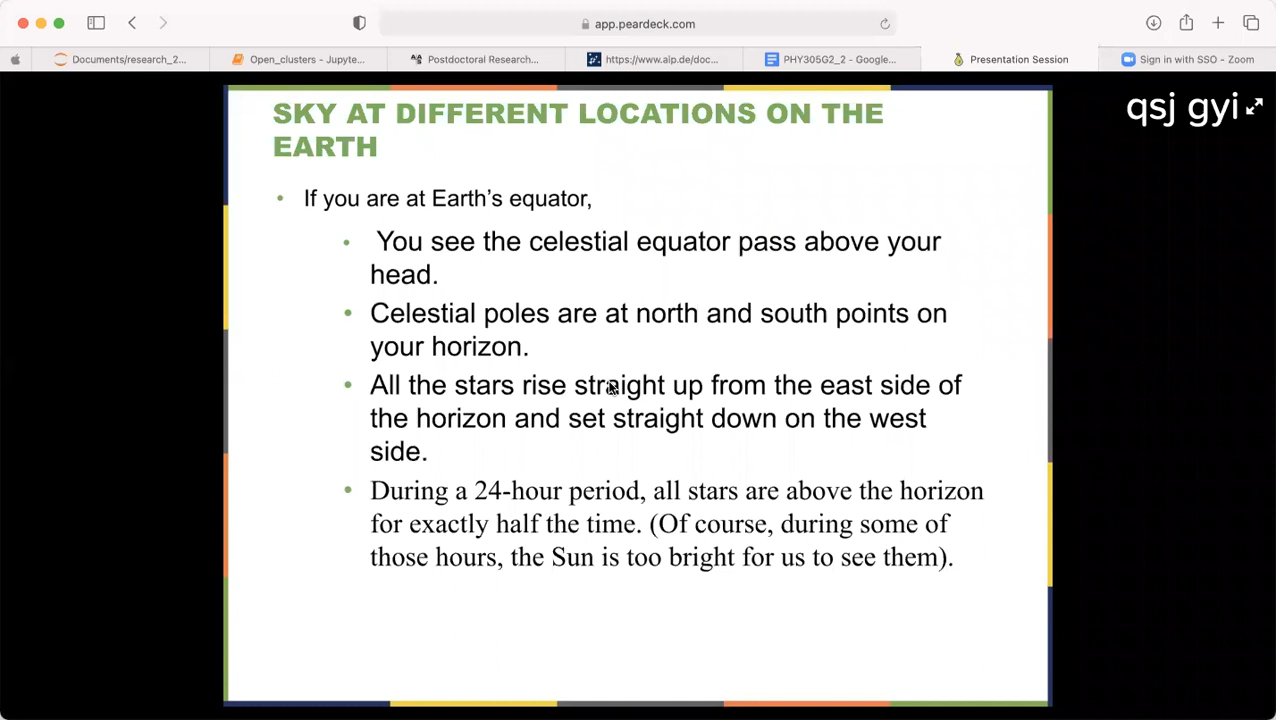 app.peardeck.com
Documents/research_2...
Open_clusters - Jupyte...
Postdoctoral Research...
https://www.aip.de/doc...
PHY305G2_2 - Google...
Presentation Session
Sign in with SSO - Zoom
qsj gyi
SKY AT DIFFERENT LOCATIONS ON THE
EARTH
• If you are at Earth's equator,
• You see the celestial equator pass above your
head.
• Celestial poles are at north and south points on
your horizon.
• All the stars rise straight up from the east side of
the horizon and set straight down on the west
side.
• During a 24-hour period, all stars are above the horizon
for exactly half the time. (Of course, during some of
those hours, the Sun is too bright for us to see them).